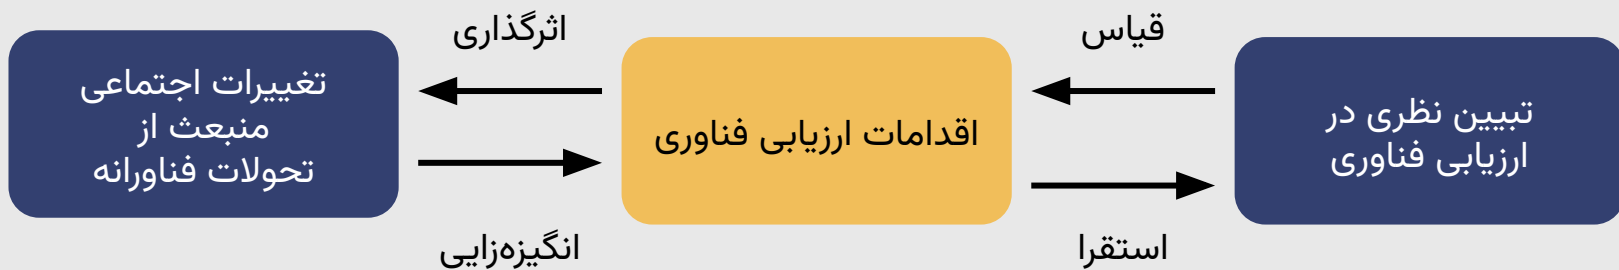 قیاس
اثرگذاری
تبیین نظری در
ارزیابی فناوری
اقدامات ارزیابی فناوری
تغییرات اجتماعی
منبعث از
تحولات فناورانه
استقرا
انگیزه‌زایی